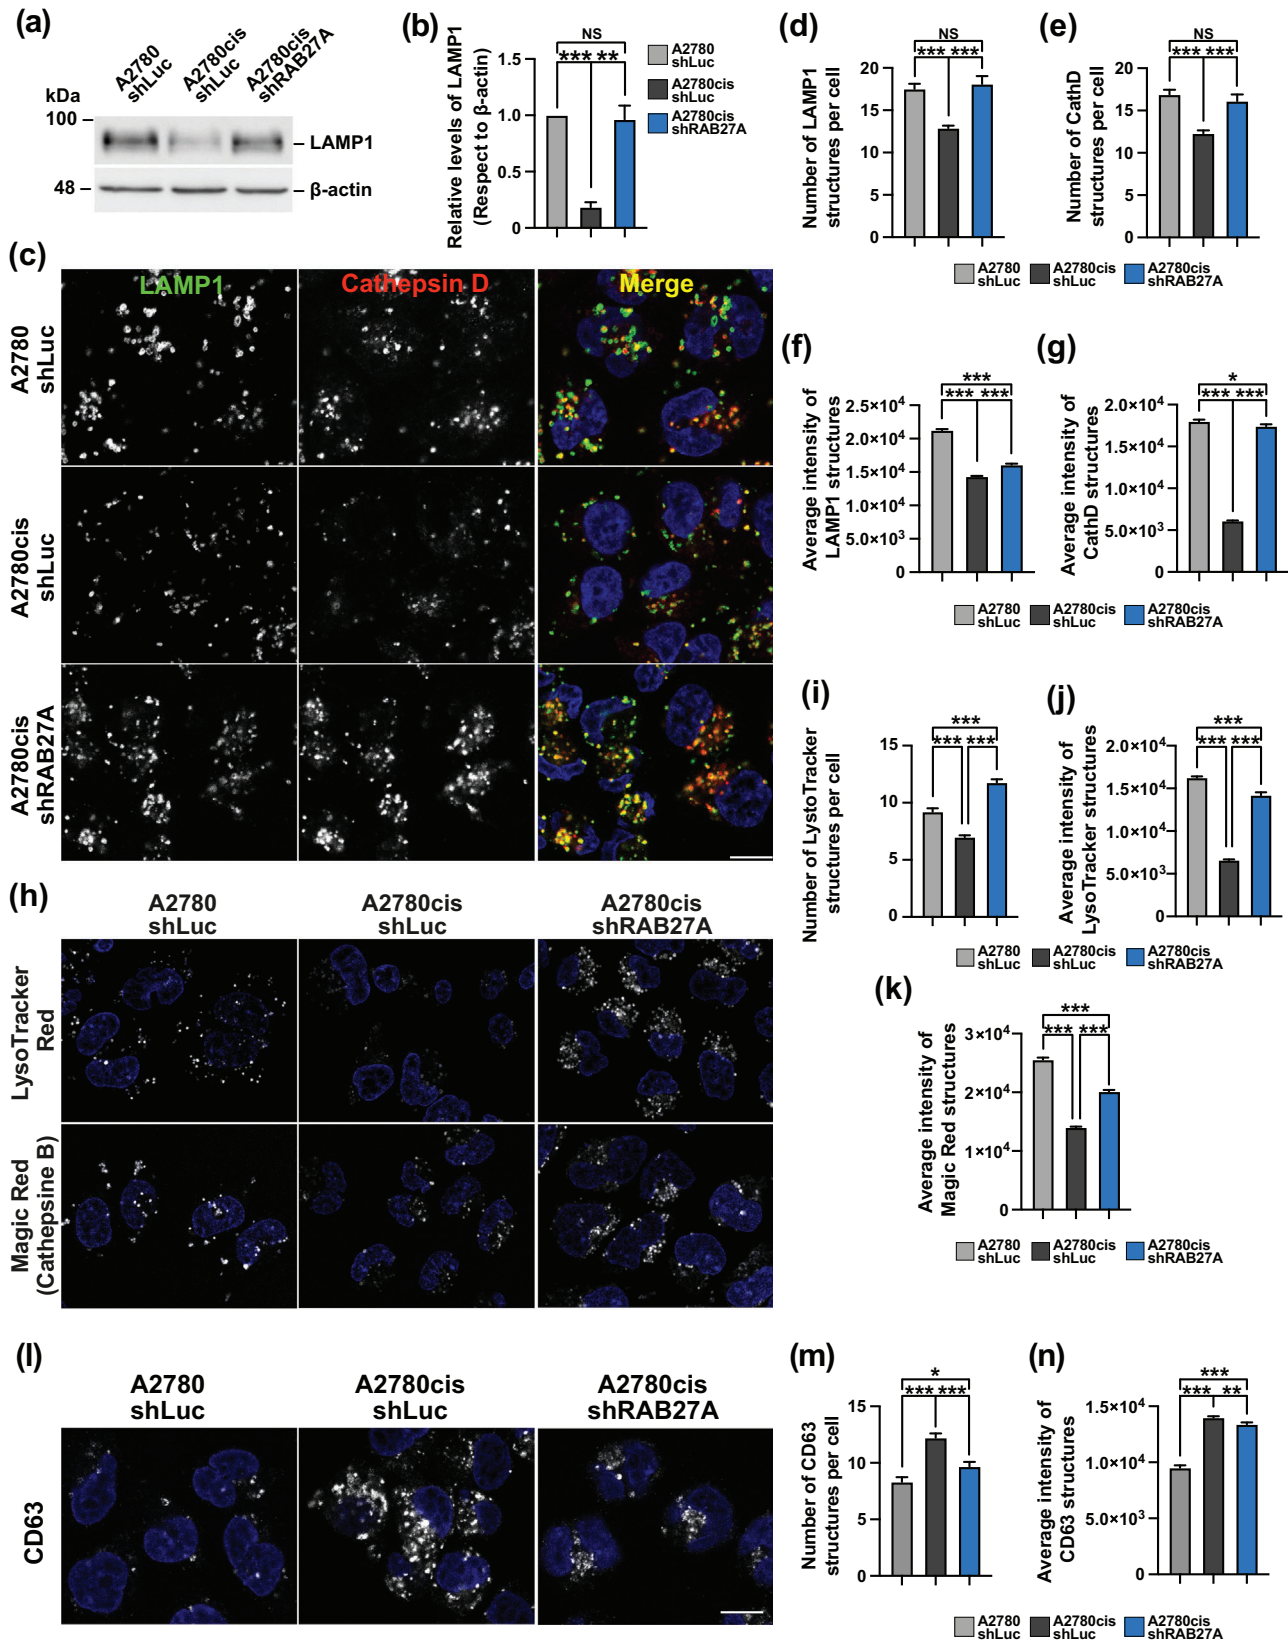 (a)
A2780
shLuc
A2780cis
shLuc
A2780cis
shRAB27A
kDa
100
LAMP1
48
β-actin
(b)
Relative levels of LAMP1
(Respect to β-actin)
NS
*** **
1.5
1.0
0.5
0
A2780
shLuc
A2780cis
shLuc
A2780cis
shRAB27A
(d)
Number of LAMP1
structures per cell
NS
*** ***
20
15
10
5
0
(e)
Number of CathD
structures per cell
NS
*** ***
20
15
10
5
0
A2780
shLuc
A2780cis
shLuc
A2780cis
shRAB27A
(c)
LAMP1
Cathepsin D
Merge
A2780
shLuc
A2780cis
shLuc
A2780cis
shRAB27A
(f)
Average intensity of
LAMP1 structures
***
*** ***
2.5×10⁴
2.0×10⁴
1.5×10⁴
1.0×10⁴
5.0×10³
0
(g)
Average intensity of
CathD structures
*
*** ***
2.0×10⁴
1.5×10⁴
1.0×10⁴
5.0×10³
0
A2780
shLuc
A2780cis
shLuc
A2780cis
shRAB27A
(h)
A2780
shLuc
A2780cis
shLuc
A2780cis
shRAB27A
LysoTracker
Red
Magic Red
(Cathepsine B)
(i)
Number of LystoTracker
structures per cell
***
*** ***
15
10
5
0
(j)
Average intensity of
LysoTracker structures
***
*** ***
2.0×10⁴
1.5×10⁴
1.0×10⁴
5.0×10³
0
A2780
shLuc
A2780cis
shLuc
A2780cis
shRAB27A
(k)
Average intensity of
Magic Red structures
***
*** ***
3×10⁴
2×10⁴
1×10⁴
0
A2780
shLuc
A2780cis
shLuc
A2780cis
shRAB27A
(l)
A2780
shLuc
A2780cis
shLuc
A2780cis
shRAB27A
CD63
(m)
Number of CD63
structures per cell
*
*** ***
15
10
5
0
(n)
Average intensity of
CD63 structures
***
*** **
1.5×10⁴
1.0×10⁴
5.0×10³
0
A2780
shLuc
A2780cis
shLuc
A2780cis
shRAB27A